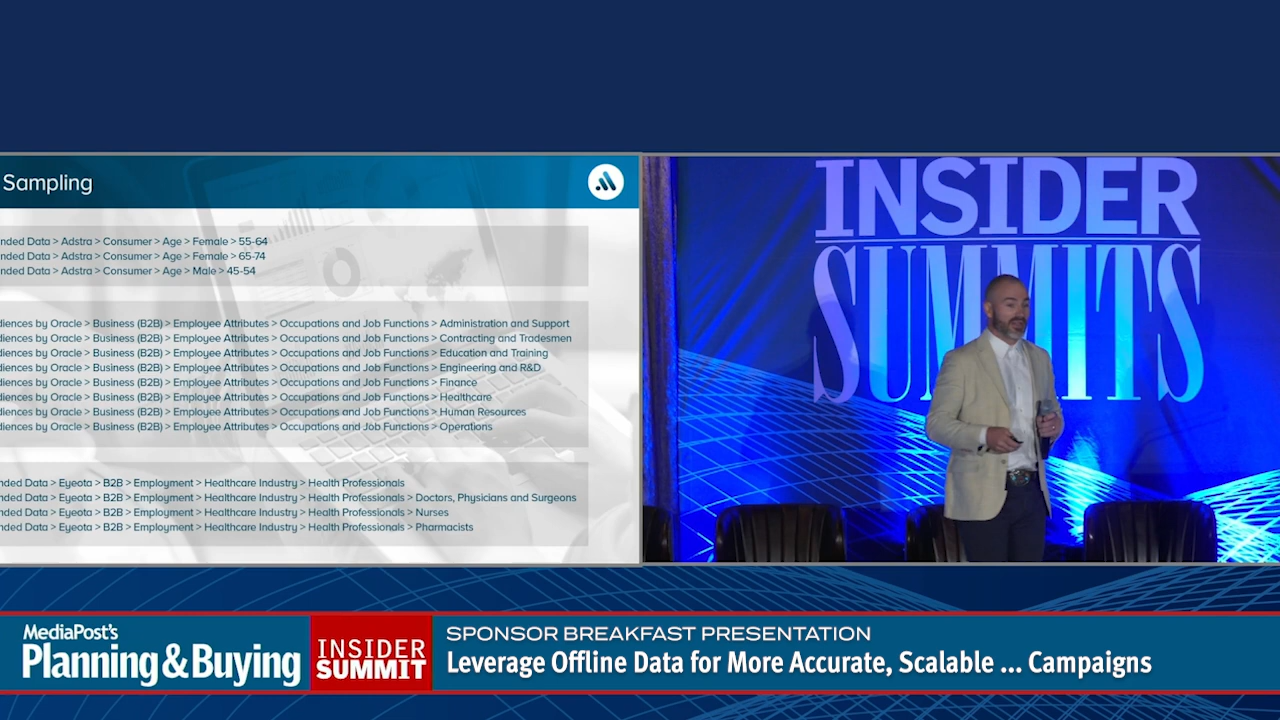 Sampling
nded Data > Adstra > Consumer > Age > Female > 55-64
nded Data > Adstra > Consumer > Age > Female > 65-74
nded Data > Adstra > Consumer > Age > Male > 45-54
diences by Oracle > Business (B2B) > Employee Attributes > Occupations and Job Functions > Administration and Support
diences by Oracle > Business (B2B) > Employee Attributes > Occupations and Job Functions > Contracting and Tradesmen
diences by Oracle > Business (B2B) > Employee Attributes > Occupations and Job Functions > Education and Training
diences by Oracle > Business (B2B) > Employee Attributes > Occupations and Job Functions > Engineering and R&D
diences by Oracle > Business (B2B) > Employee Attributes > Occupations and Job Functions > Finance
diences by Oracle > Business (B2B) > Employee Attributes > Occupations and Job Functions > Healthcare
diences by Oracle > Business (B2B) > Employee Attributes > Occupations and Job Functions > Human Resources
diences by Oracle > Business (B2B) > Employee Attributes > Occupations and Job Functions > Operations
nded Data > Eyeota > B2B > Employment > Healthcare Industry > Health Professionals
nded Data > Eyeota > B2B > Employment > Healthcare Industry > Health Professionals > Doctors, Physicians and Surgeons
nded Data > Eyeota > B2B > Employment > Healthcare Industry > Health Professionals > Nurses
nded Data > Eyeota > B2B > Employment > Healthcare Industry > Health Professionals > Pharmacists
INSIDER
SUMMITS
MediaPost's
Planning & Buying
INSIDER
SUMMIT
SPONSOR BREAKFAST PRESENTATION
Leverage Offline Data for More Accurate, Scalable ... Campaigns